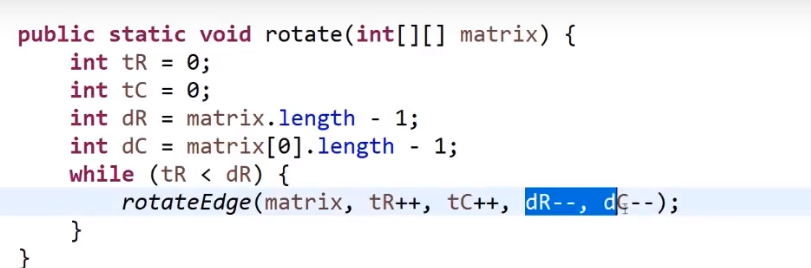 public static void rotate(int[][] matrix) {
int tR = 0;
int tC = 0;
int dR = matrix.length - 1;
int dC = matrix[0].length - 1;
while (tR < dR) {
rotateEdge(matrix, tR++, tC++, dR--, dC--);
}
}